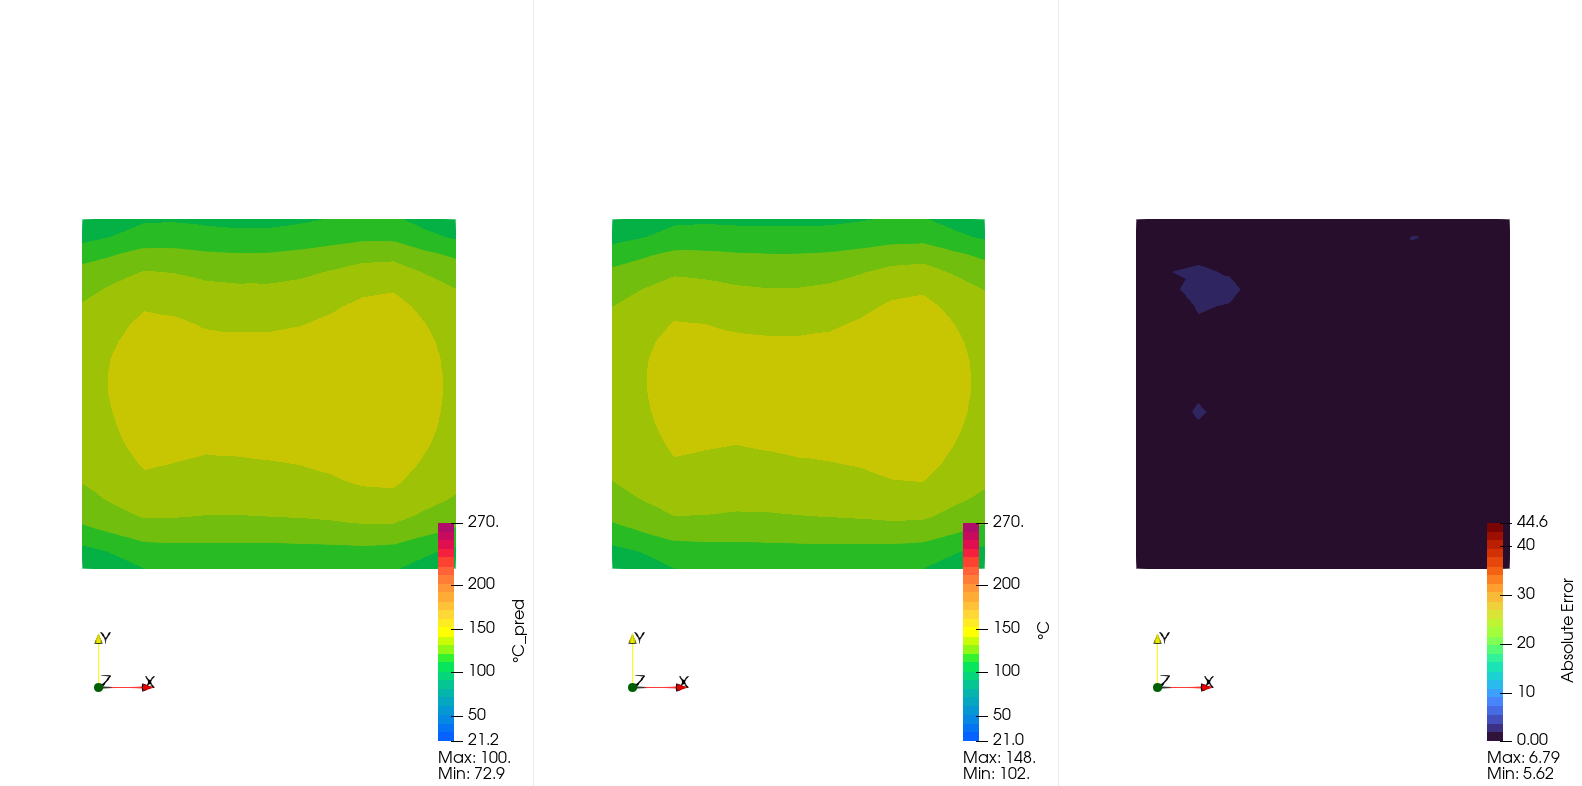 270.
200
150
100
50
21.2
°C_pred
Max: 100.
Min: 72.9
Y
Z
X
270.
200
150
100
50
21.0
°C
Max: 148.
Min: 102.
Y
Z
X
44.6
40
30
20
10
0.00
Absolute Error
Max: 6.79
Min: 5.62
Y
Z
X